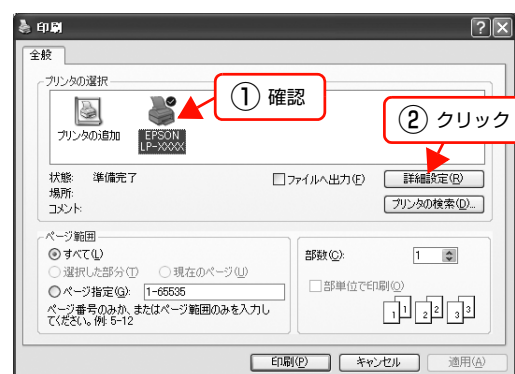 印刷
全般
プリンタの選択
① 確認
② クリック
プリンタの追加
EPSON
LP-XXXX
状態: 準備完了
場所:
コメント:
ファイルへ出力(F)
詳細設定(R)
プリンタの検索(D)...
ページ範囲
すべて(L)
選択した部分(T)
現在のページ(U)
ページ指定(G): 1-65535
ページ番号のみか、またはページ範囲のみを入力し
てください。例: 5-12
部数(C): 1
部単位で印刷(O)
1 1 2 2 3 3
印刷(P)
キャンセル
適用(A)